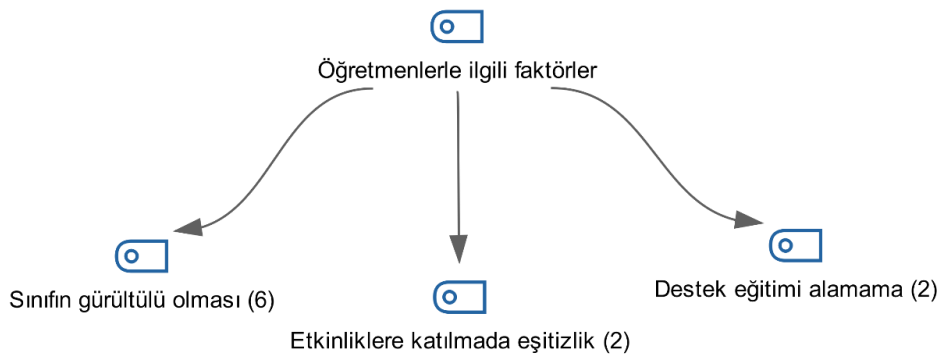 Öğretmenlerle ilgili faktörler
Sınıfın gürültülü olması (6)
Etkinliklere katılmada eşitizlik (2)
Destek eğitimi alamama (2)